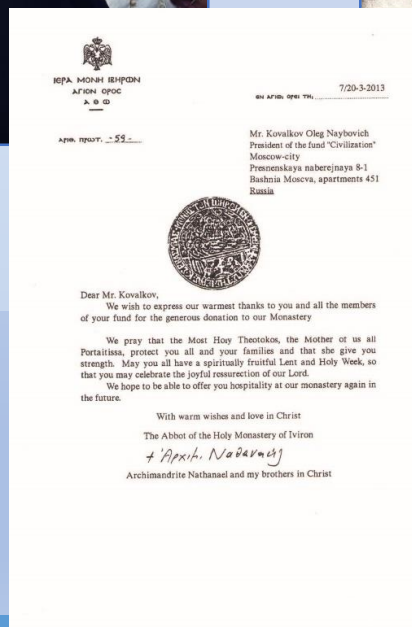 ΙΕΡΑ ΜΟΝΗ ΙΒΗΡΩΝ
ΑΓΙΟΝ ΟΡΟΣ
ΑΘΩ
ΕΝ ΑΓΙΩι ΟΡΕΙ ΤΗι, 7/20-3-2013
ΑΡΙΘ. ΠΡΩΤ. -59-
Mr. Kovalkov Oleg Naybovich
President of the fund "Civilization"
Moscow-city
Presnenskaya naberejnaya 8-1
Bashnia Moscva, apartments 451
Russia
Dear Mr. Kovalkov,
We wish to express our warmest thanks to you and all the members
of your fund for the generous donation to our Monastery
We pray that the Most Holy Theotokos, the Mother of us all
Portaitissa, protect you all and your families and that she give you
strength. May you all have a spiritually fruitful Lent and Holy Week, so
that you may celebrate the joyful ressurection of our Lord.
We hope to be able to offer you hospitality at our monastery again in
the future.
With warm wishes and love in Christ
The Abbot of the Holy Monastery of Iviron
+ Ἀρχιμ. Ναθαναήλ
Archimandrite Nathanael and my brothers in Christ